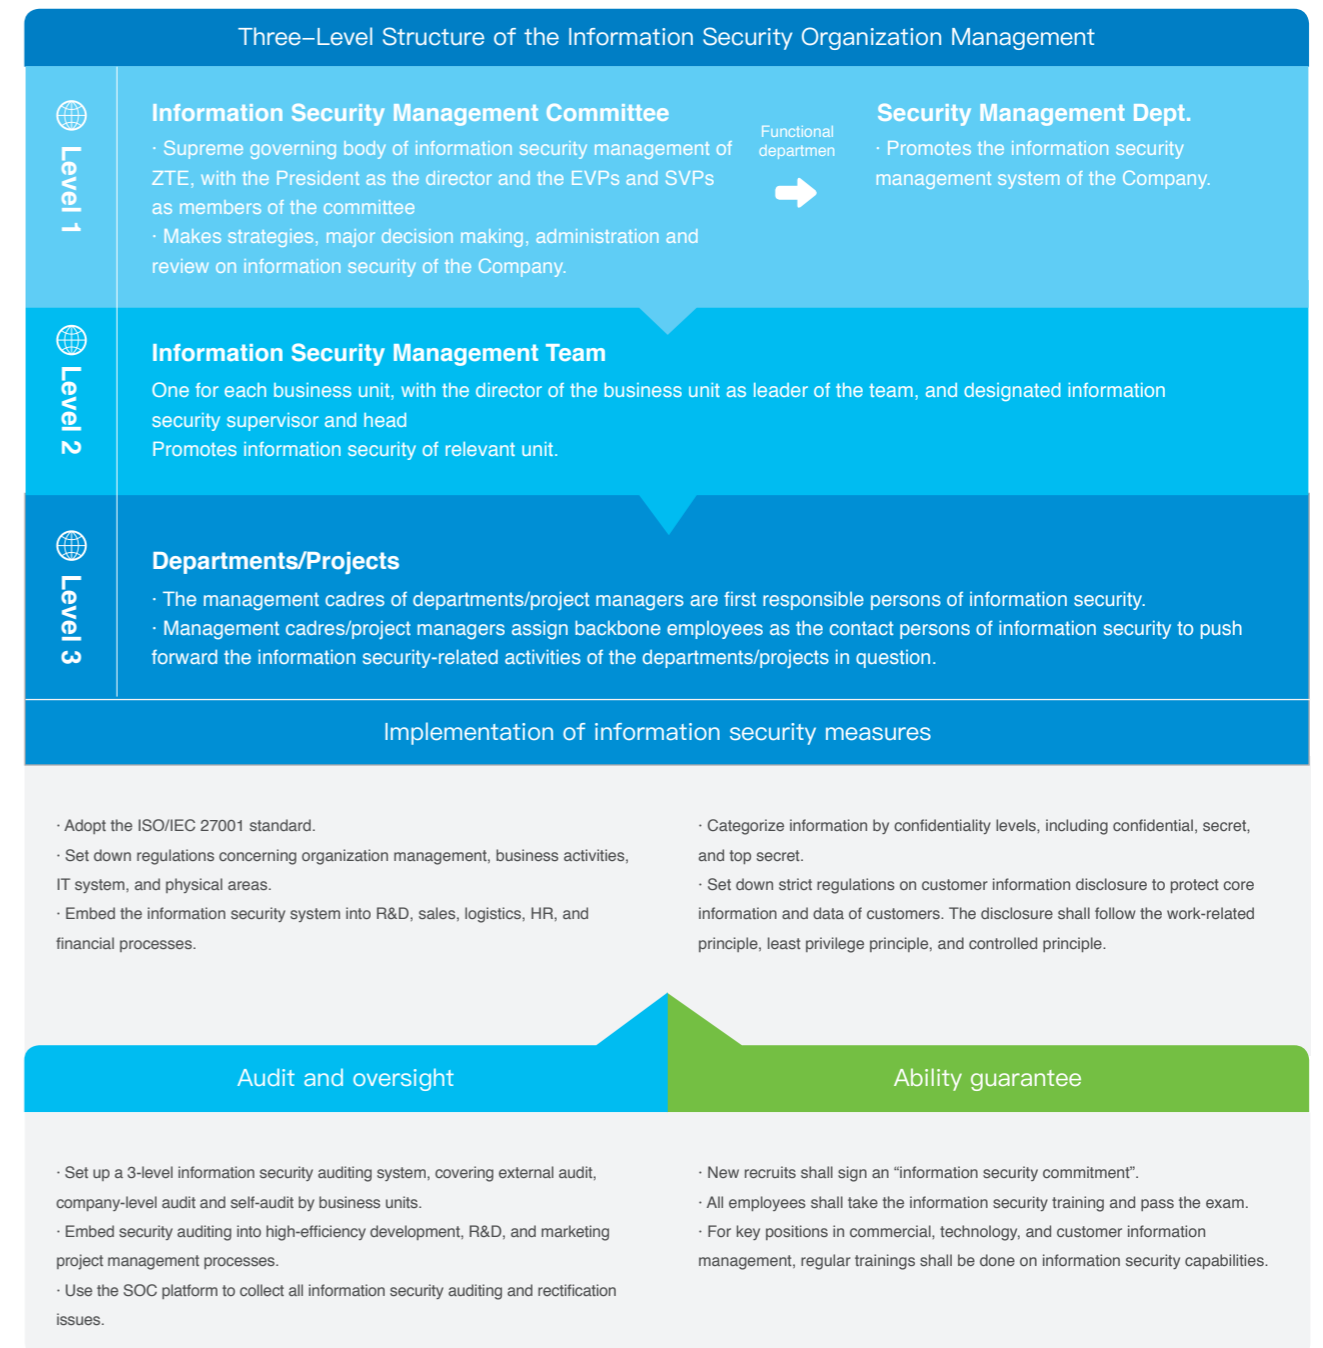 Three–Level Structure of the Information Security Organization Management
Level 1
Information Security Management Committee
· Supreme governing body of information security management of
ZTE, with the President as the director and the EVPs and SVPs
as members of the committee
· Makes strategies, major decision making, administration and
review on information security of the Company.
Functional
departmen
Security Management Dept.
· Promotes the information security
management system of the Company.
Level 2
Information Security Management Team
One for each business unit, with the director of the business unit as leader of the team, and designated information
security supervisor and head
Promotes information security of relevant unit.
Level 3
Departments/Projects
· The management cadres of departments/project managers are first responsible persons of information security.
· Management cadres/project managers assign backbone employees as the contact persons of information security to push
forward the information security-related activities of the departments/projects in question.
Implementation of information security measures
· Adopt the ISO/IEC 27001 standard.
· Set down regulations concerning organization management, business activities,
IT system, and physical areas.
· Embed the information security system into R&D, sales, logistics, HR, and
financial processes.
· Categorize information by confidentiality levels, including confidential, secret,
and top secret.
· Set down strict regulations on customer information disclosure to protect core
information and data of customers. The disclosure shall follow the work-related
principle, least privilege principle, and controlled principle.
Audit and oversight
· Set up a 3-level information security auditing system, covering external audit,
company-level audit and self-audit by business units.
· Embed security auditing into high-efficiency development, R&D, and marketing
project management processes.
· Use the SOC platform to collect all information security auditing and rectification
issues.
Ability guarantee
· New recruits shall sign an “information security commitment”.
· All employees shall take the information security training and pass the exam.
· For key positions in commercial, technology, and customer information
management, regular trainings shall be done on information security capabilities.